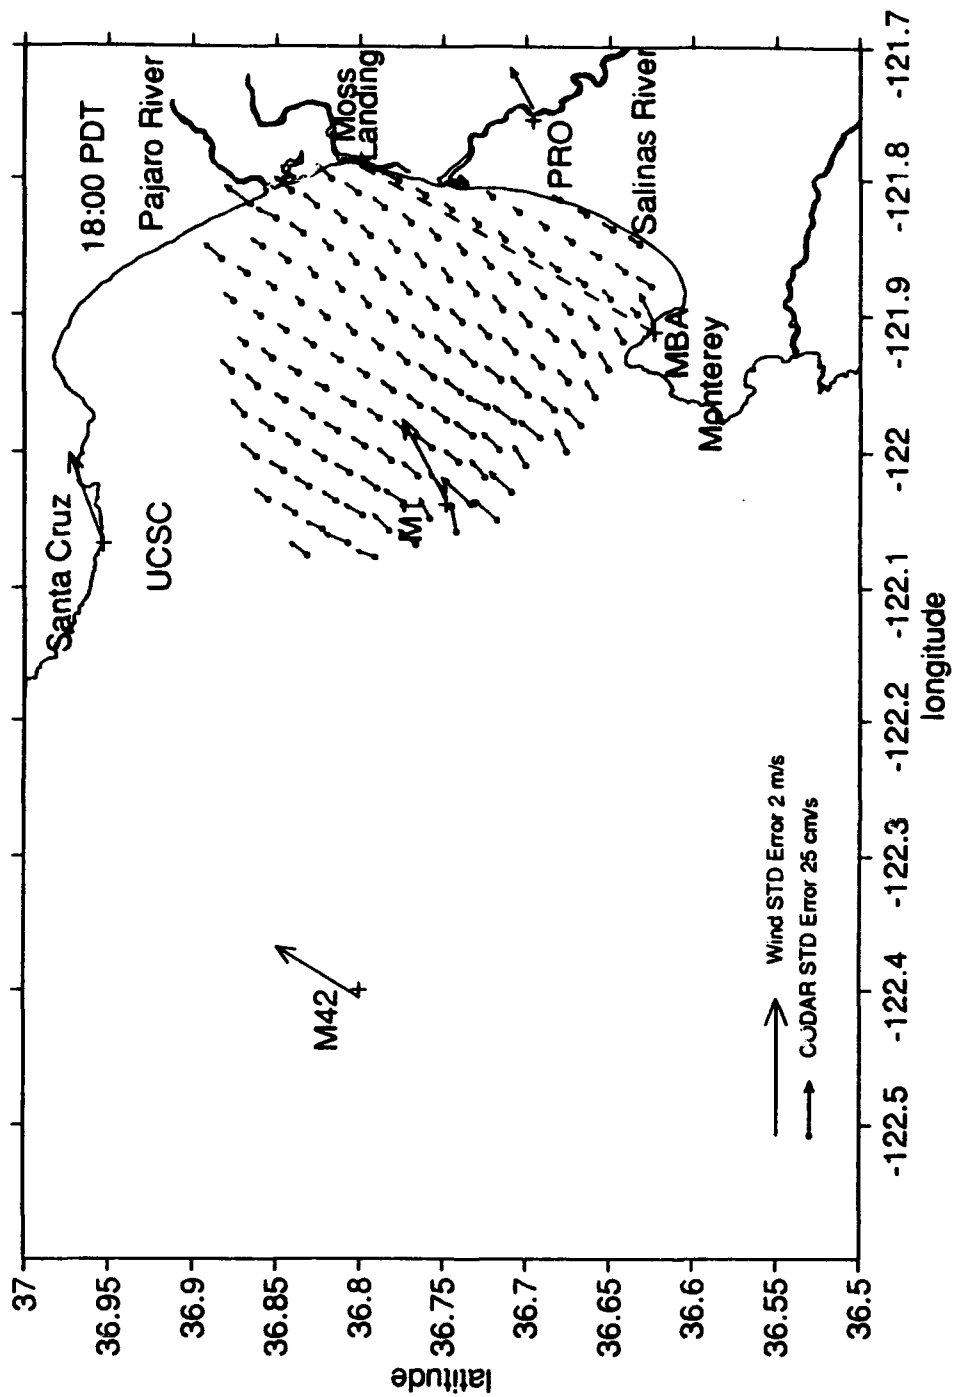 18:00 PDT
Santa Cruz
UCSC
Pajaro River
Moss
Landing
M42
M1
PRO
Salinas River
MBA
Monterey
Wind STD Error 2 m/s
CODAR STD Error 25 cm/s
37
36.95
36.9
36.85
36.8
36.75
36.7
36.65
36.6
36.55
36.5
latitude
-122.5
-122.4
-122.3
-122.2
-122.1
-122
-121.9
-121.8
-121.7
longitude